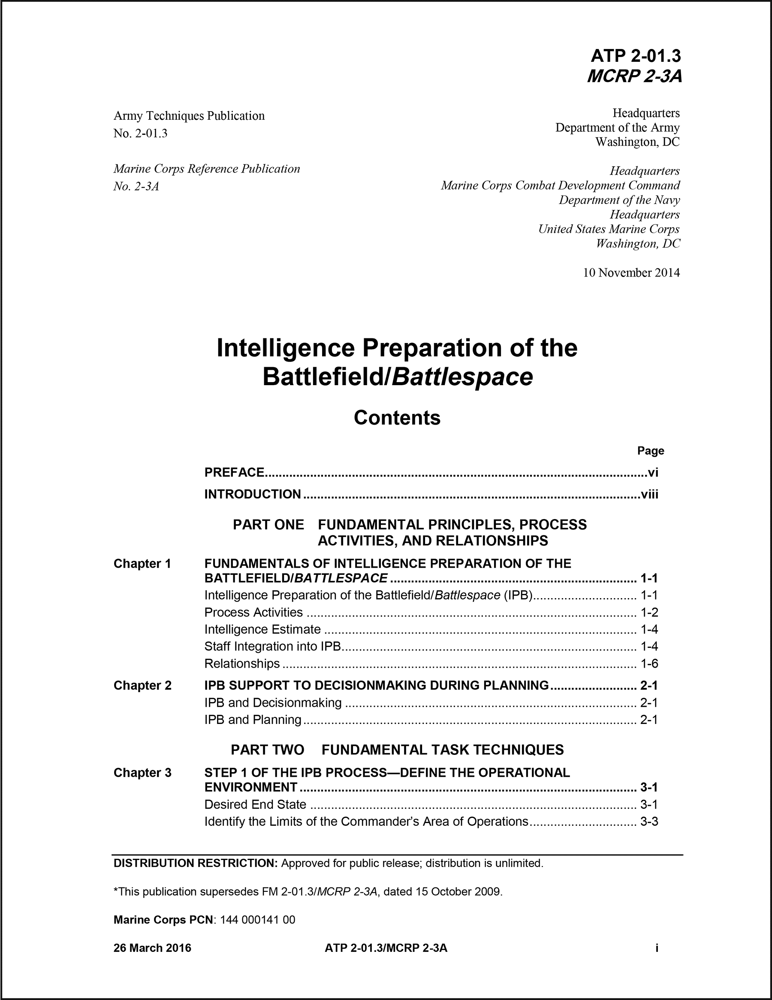 ATP 2-01.3
MCRP 2-3A
Army Techniques Publication
No. 2-01.3
Marine Corps Reference Publication
No. 2-3A
Headquarters
Department of the Army
Washington, DC
Headquarters
Marine Corps Combat Development Command
Department of the Navy
Headquarters
United States Marine Corps
Washington, DC
10 November 2014
Intelligence Preparation of the
Battlefield/Battlespace
Contents
Page
PREFACE..............................................................................................................vi
INTRODUCTION .................................................................................................viii
PART ONE FUNDAMENTAL PRINCIPLES, PROCESS
ACTIVITIES, AND RELATIONSHIPS
Chapter 1 FUNDAMENTALS OF INTELLIGENCE PREPARATION OF THE
BATTLEFIELD/BATTLESPACE ....................................................................... 1-1
Intelligence Preparation of the Battlefield/Battlespace (IPB).............................. 1-1
Process Activities ................................................................................................ 1-2
Intelligence Estimate ........................................................................................... 1-4
Staff Integration into IPB...................................................................................... 1-4
Relationships ....................................................................................................... 1-6
Chapter 2 IPB SUPPORT TO DECISIONMAKING DURING PLANNING......................... 2-1
IPB and Decisionmaking ..................................................................................... 2-1
IPB and Planning................................................................................................. 2-1
PART TWO FUNDAMENTAL TASK TECHNIQUES
Chapter 3 STEP 1 OF THE IPB PROCESS—DEFINE THE OPERATIONAL
ENVIRONMENT ................................................................................................. 3-1
Desired End State ............................................................................................... 3-1
Identify the Limits of the Commander’s Area of Operations............................... 3-3
DISTRIBUTION RESTRICTION: Approved for public release; distribution is unlimited.
*This publication supersedes FM 2-01.3/MCRP 2-3A, dated 15 October 2009.
Marine Corps PCN: 144 000141 00
26 March 2016 ATP 2-01.3/MCRP 2-3A i